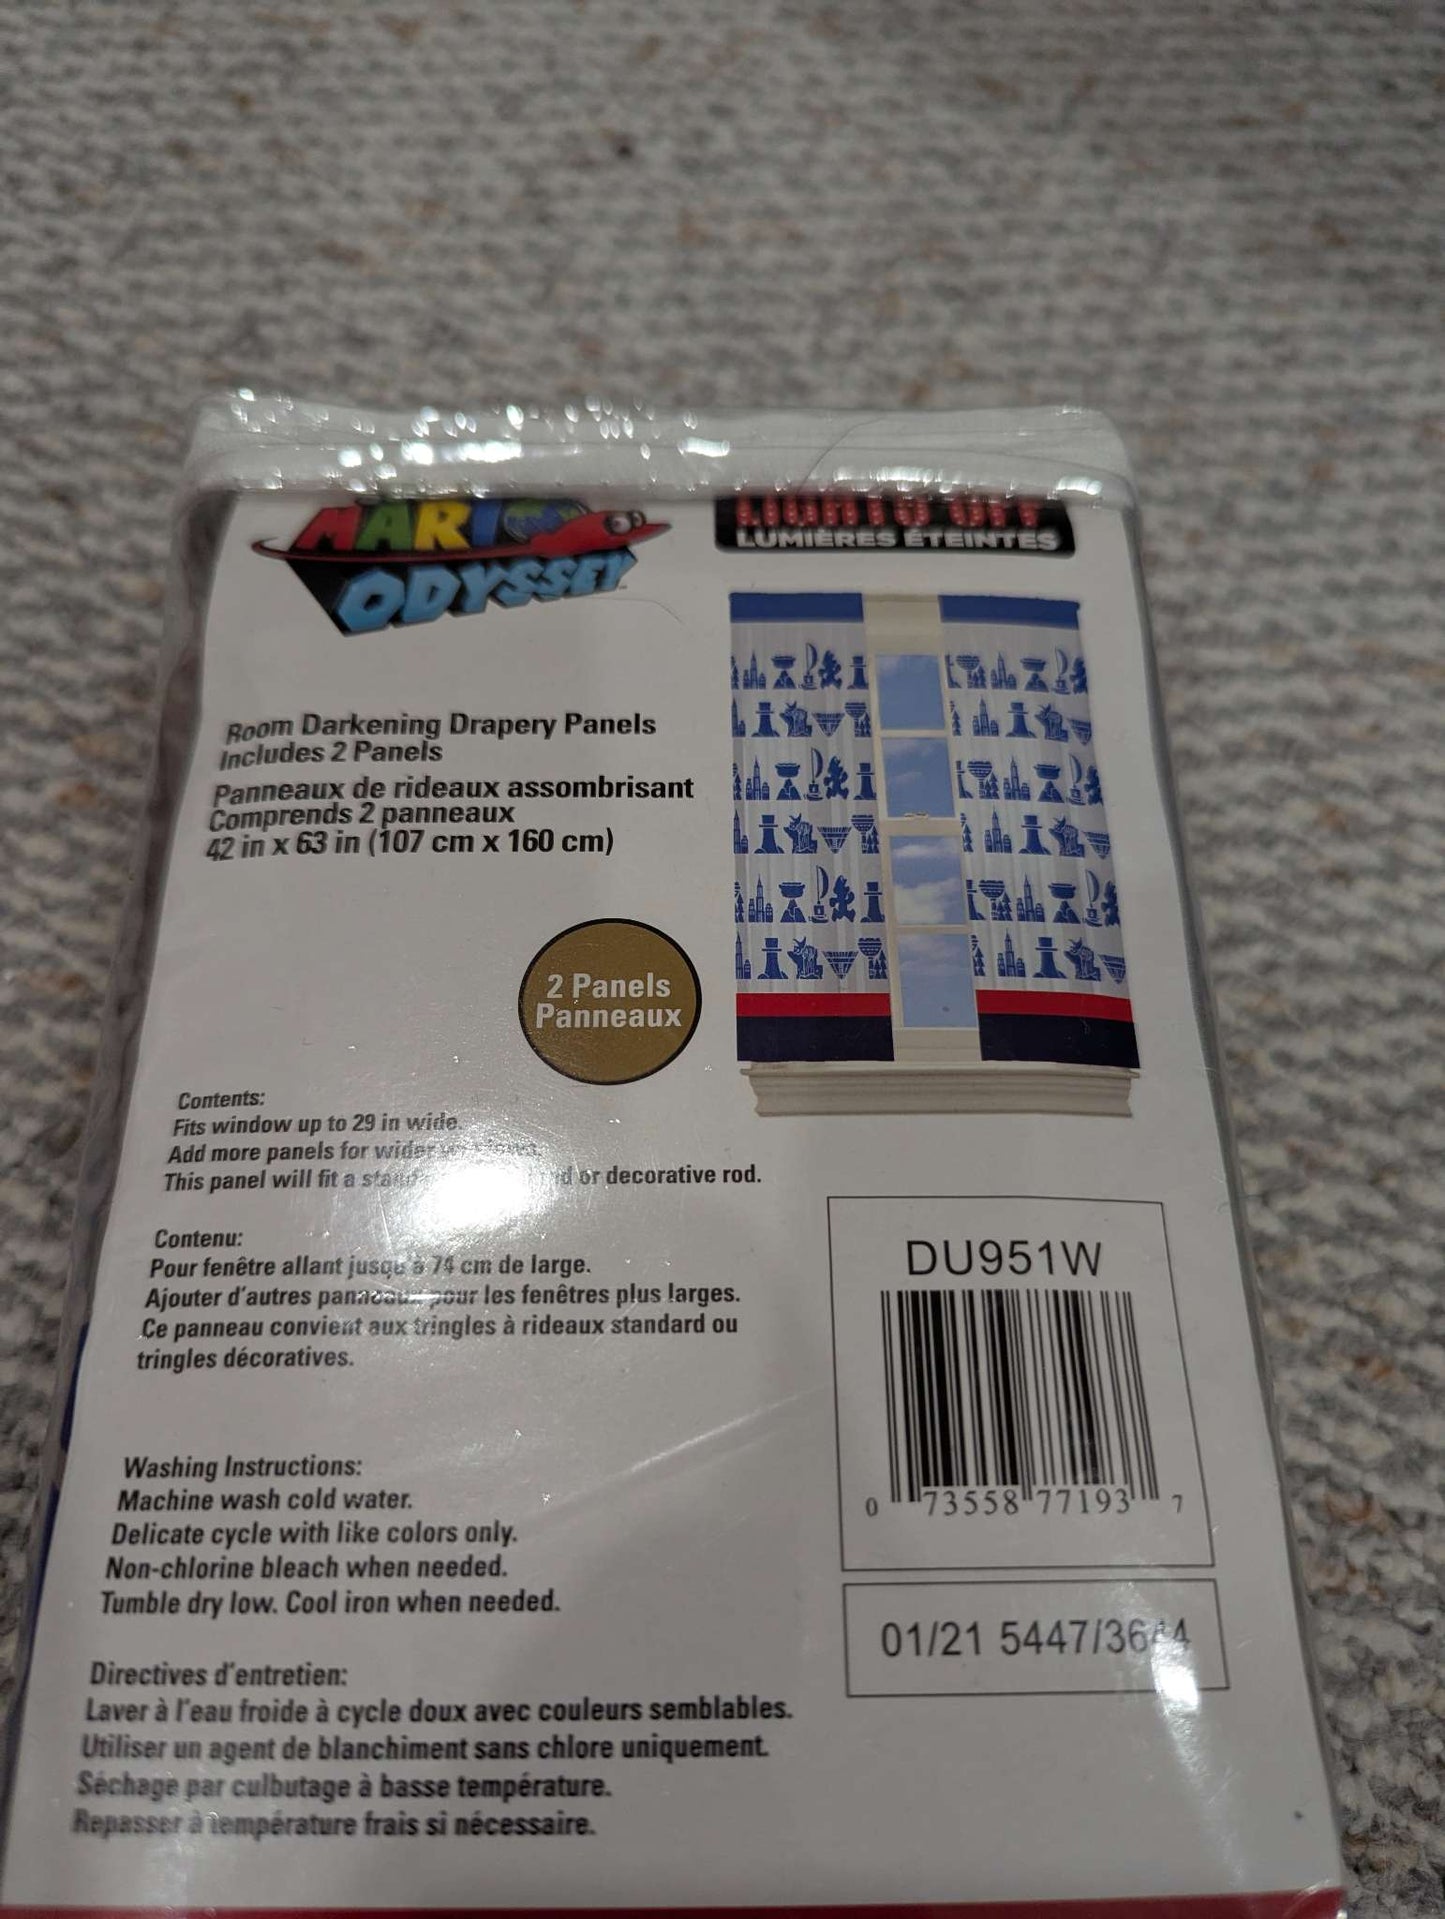 MARIO
ODYSSEY
LIGHTS OFF
LUMIÈRES ÉTEINTES
Room Darkening Drapery Panels
Includes 2 Panels
Panneaux de rideaux assombrisant
Comprends 2 panneaux
42 in x 63 in (107 cm x 160 cm)
2 Panels
Panneaux
Contents:
Fits window up to 29 in wide.
Add more panels for wider
This panel will fit a or decorative rod.
Contenu:
Pour fenêtre allant jusqu'à 74 cm de large.
Ajouter d'autres panneaux pour les fenêtres plus larges.
Ce panneau convient aux tringles à rideaux standard ou
tringles décoratives.
Washing Instructions:
Machine wash cold water.
Delicate cycle with like colors only.
Non-chlorine bleach when needed.
Tumble dry low. Cool iron when needed.
Directives d'entretien:
Laver à l'eau froide à cycle doux avec couleurs semblables.
Utiliser un agent de blanchiment sans chlore uniquement.
Séchage par culbutage à basse température.
Repasser à température frais si nécessaire.
DU951W
0 73558 77193 7
01/21